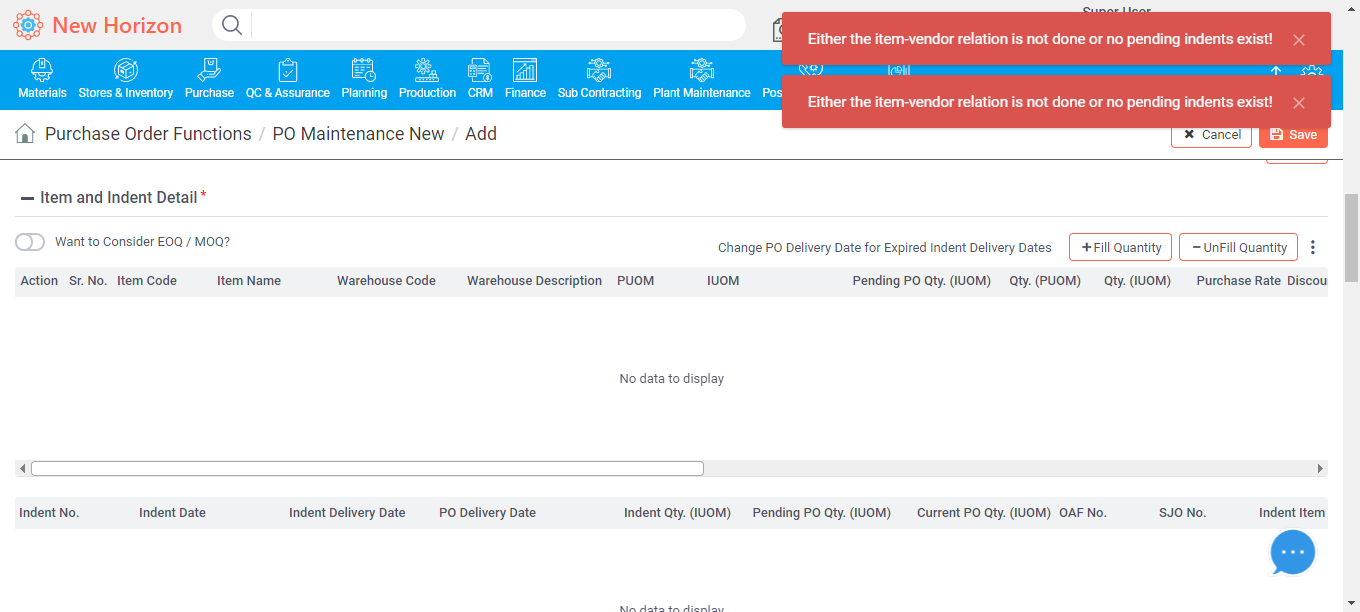 New Horizon
Super User
Either the item-vendor relation is not done or no pending indents exist!
Materials Stores & Inventory Purchase QC & Assurance Planning Production CRM Finance Sub Contracting Plant Maintenance Pos
Either the item-vendor relation is not done or no pending indents exist!
Purchase Order Functions / PO Maintenance New / Add
Cancel Save
Item and Indent Detail *
Want to Consider EOQ / MOQ?
Change PO Delivery Date for Expired Indent Delivery Dates +Fill Quantity −UnFill Quantity
Action Sr. No. Item Code Item Name Warehouse Code Warehouse Description PUOM IUOM Pending PO Qty. (IUOM) Qty. (PUOM) Qty. (IUOM) Purchase Rate Discou
No data to display
Indent No. Indent Date Indent Delivery Date PO Delivery Date Indent Qty. (IUOM) Pending PO Qty. (IUOM) Current PO Qty. (IUOM) OAF No. SJO No. Indent Item
No data to display